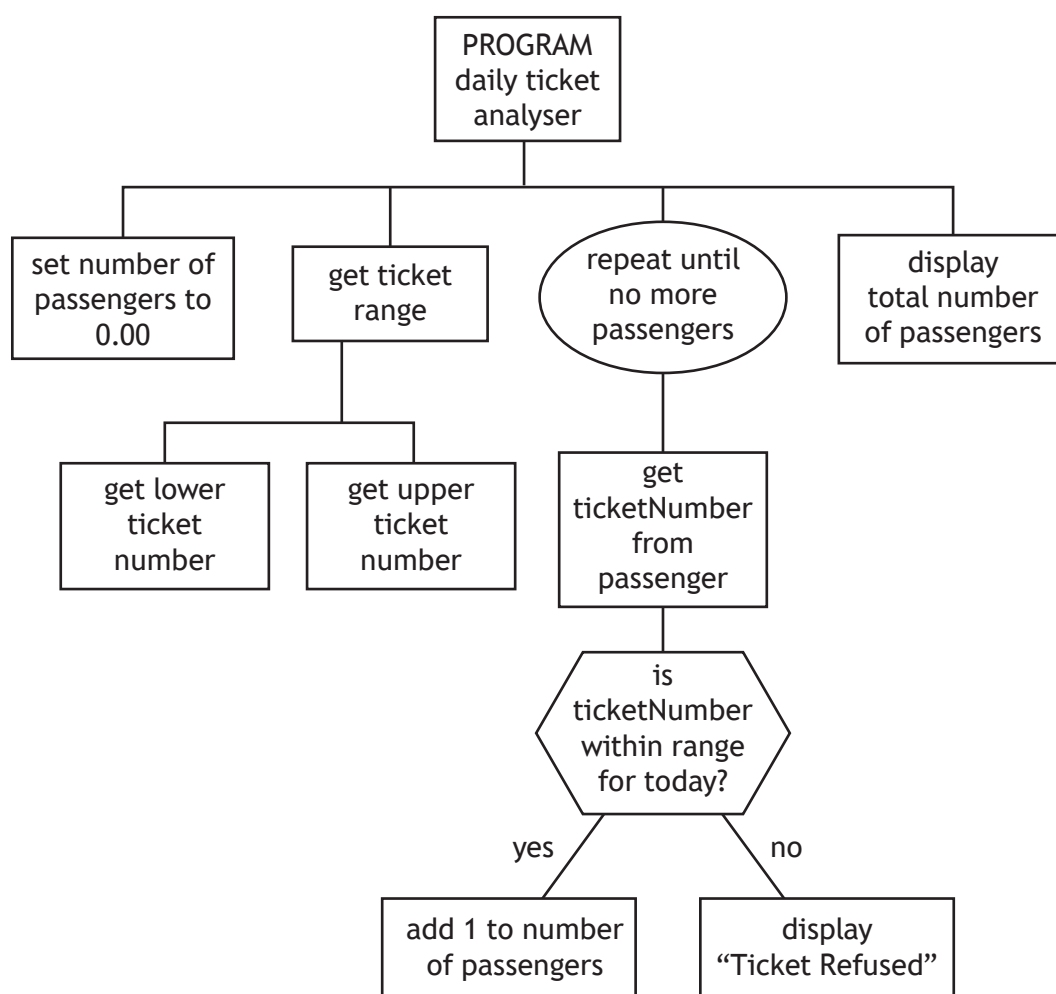 PROGRAM
daily ticket
analyser
set number of
passengers to
0.00
get ticket
range
repeat until
no more
passengers
display
total number
of passengers
get lower
ticket
number
get upper
ticket
number
get
ticketNumber
from
passenger
is
ticketNumber
within range
for today?
yes
no
add 1 to number
of passengers
display
“Ticket Refused”